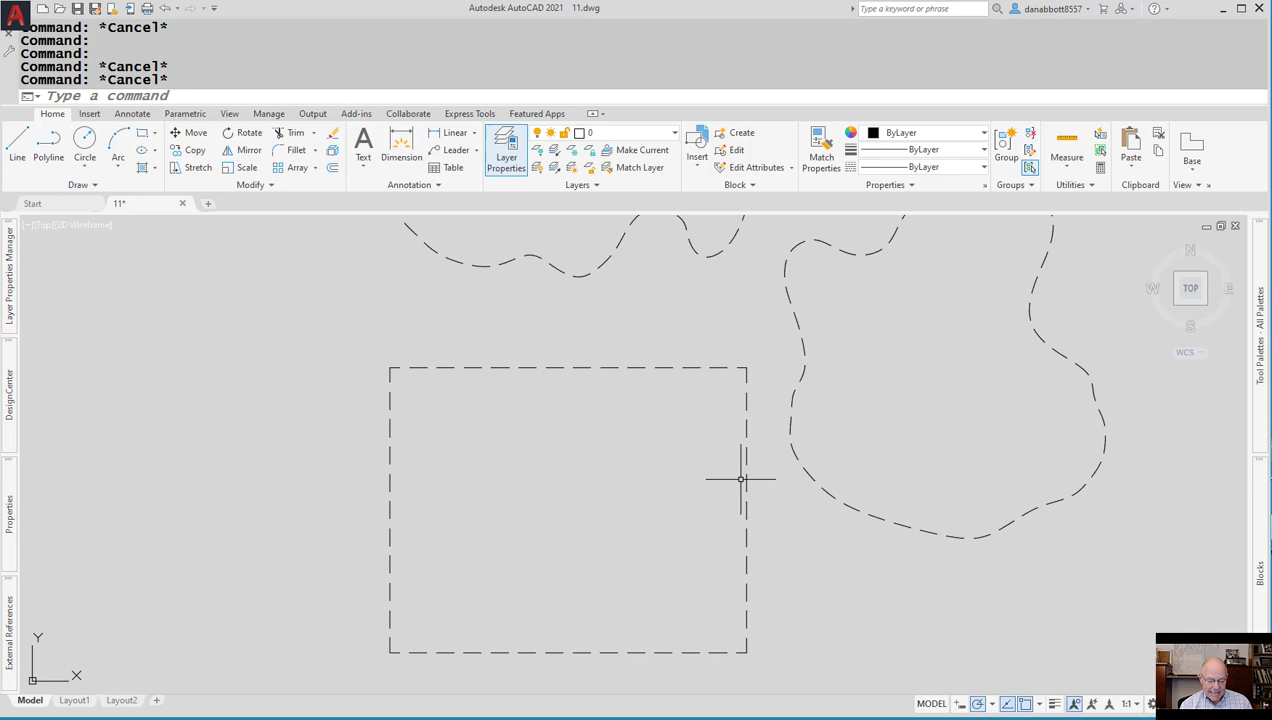 A Autodesk AutoCAD 2021 11.dwg Type a keyword or phrase danabbott8557
Command: *Cancel*
Command:
Command:
Command: *Cancel*
Command: *Cancel*
Type a command
Home Insert Annotate Parametric View Manage Output Add-ins Collaborate Express Tools Featured Apps
Line Polyline Circle Arc
Move Rotate Trim
Copy Mirror Fillet
Stretch Scale Array
Text Dimension
Linear
Leader
Table
Layer Properties
0
Make Current
Match Layer
Insert
Create
Edit
Edit Attributes
Match Properties
ByLayer
ByLayer
ByLayer
Group
Measure
Paste
Base
Draw Modify Annotation Layers Block Properties Groups Utilities Clipboard View
Start 11*
[−][Top][2D Wireframe]
Layer Properties Manager
DesignCenter
Properties
External References
N
W TOP E
S
WCS
Tool Palettes - All Palettes
Blocks
Y
X
Model Layout1 Layout2 MODEL 1:1